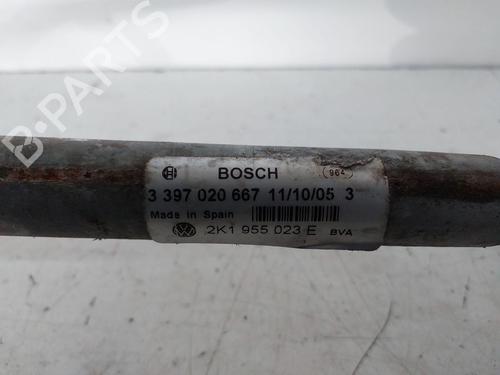 B-PARTS
BOSCH 964
3 397 020 667 11/10/05 3
Made in Spain
2K1 955 023 E BVA